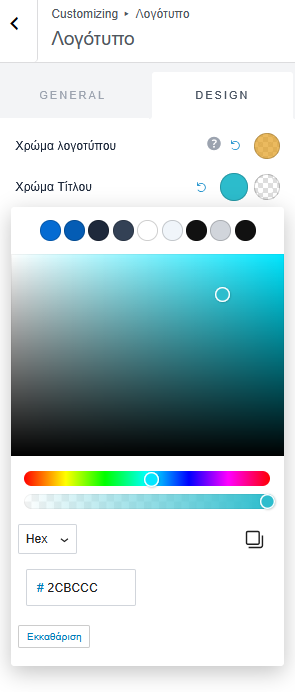 Customizing ▸ Λογότυπο
Λογότυπο
GENERAL
DESIGN
Χρώμα λογοτύπου ?
Χρώμα Τίτλου
Hex
# 2CBCCC
Εκκαθάριση